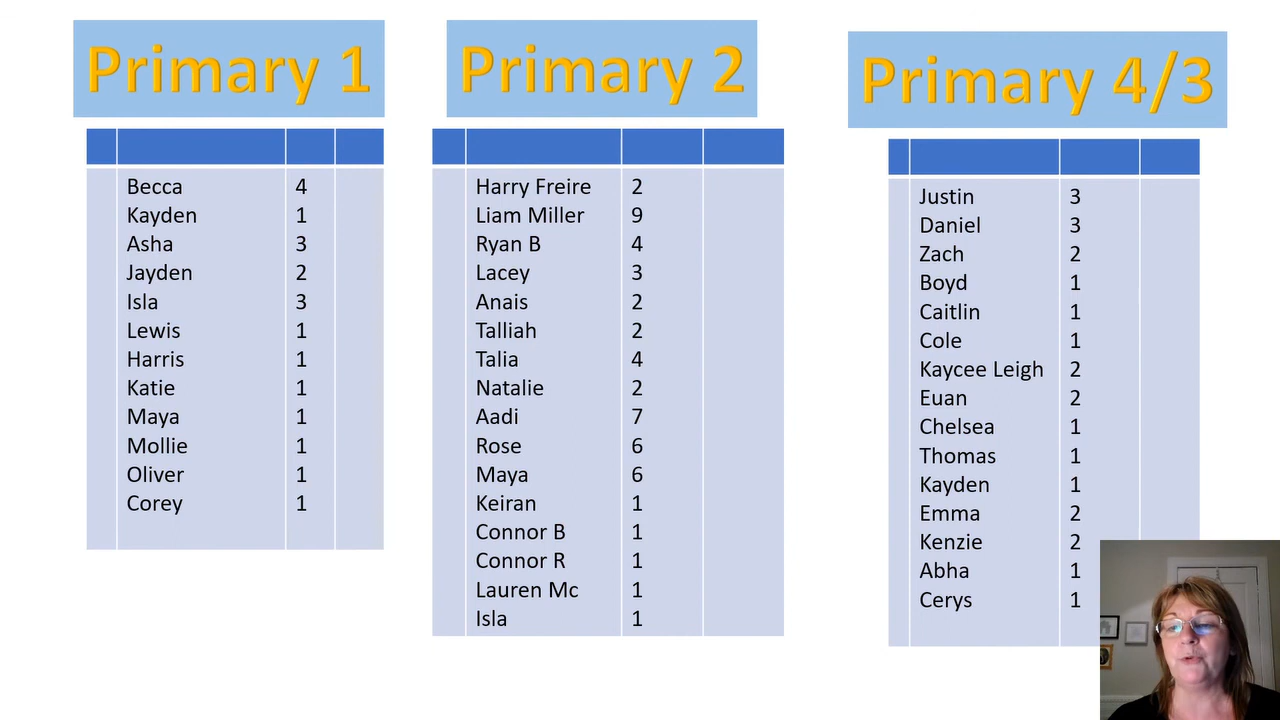 Primary 1
Becca 4
Kayden 1
Asha 3
Jayden 2
Isla 3
Lewis 1
Harris 1
Katie 1
Maya 1
Mollie 1
Oliver 1
Corey 1
Primary 2
Harry Freire 2
Liam Miller 9
Ryan B 4
Lacey 3
Anais 2
Talliah 2
Talia 4
Natalie 2
Aadi 7
Rose 6
Maya 6
Keiran 1
Connor B 1
Connor R 1
Lauren Mc 1
Isla 1
Primary 4/3
Justin 3
Daniel 3
Zach 2
Boyd 1
Caitlin 1
Cole 1
Kaycee Leigh 2
Euan 2
Chelsea 1
Thomas 1
Kayden 1
Emma 2
Kenzie 2
Abha 1
Cerys 1